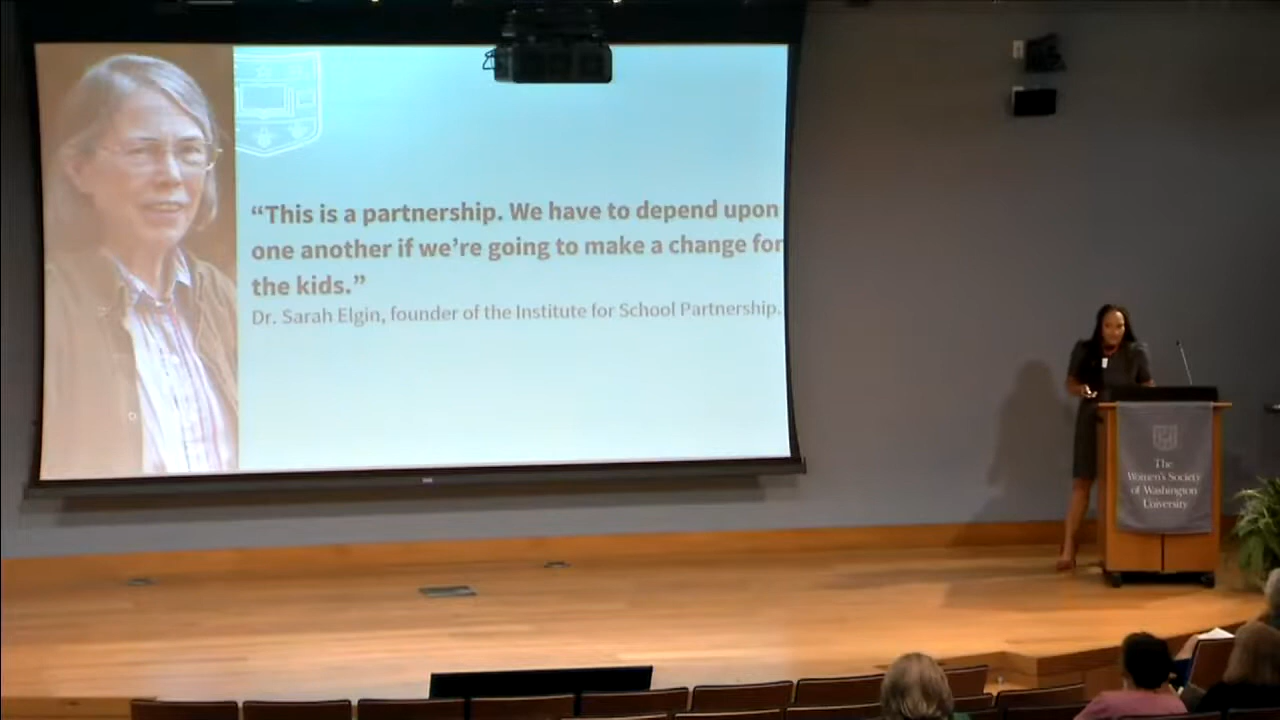 “This is a partnership. We have to depend upon
one another if we’re going to make a change for
the kids.”
Dr. Sarah Elgin, founder of the Institute for School Partnership.
The
Women's Society
of Washington
University